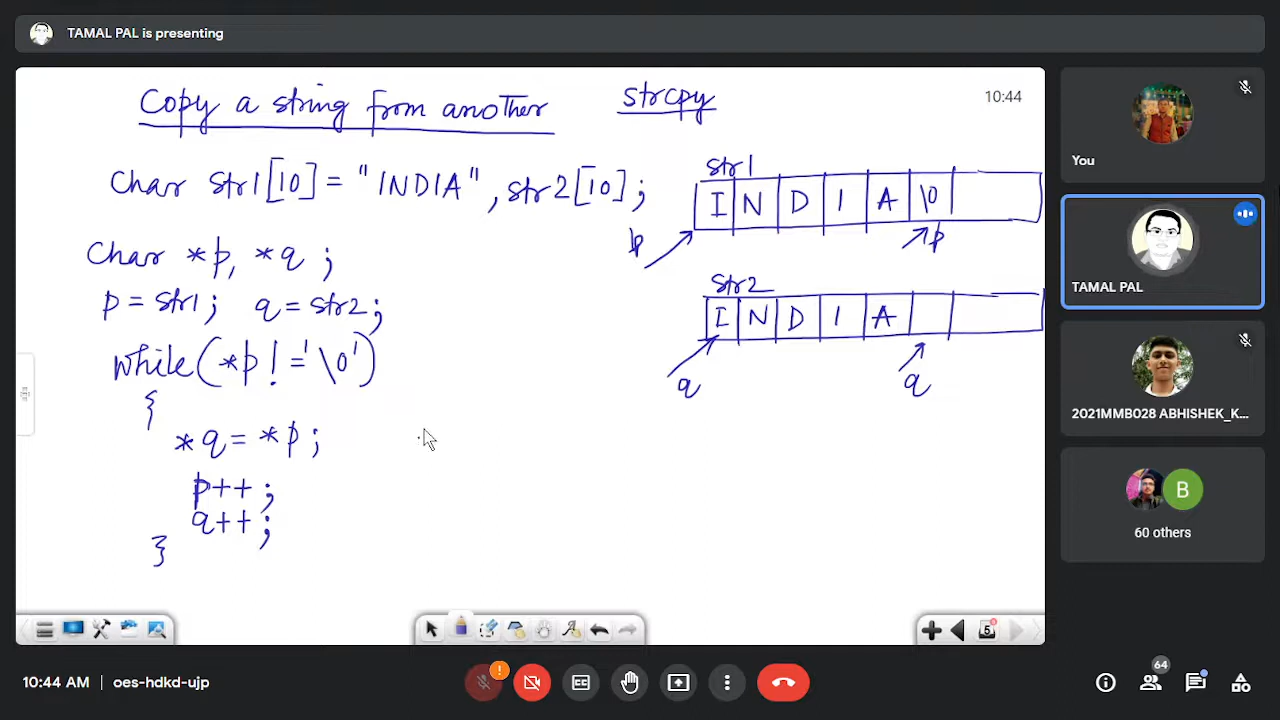 TAMAL PAL is presenting
Copy a string from another strcpy
10:44
char str1[10] = "INDIA", str2[10];
str1
I N D I A \0
p p
char *p, *q ;
p = str1; q = str2;
str2
I N D I A
q q
while(*p != '\0')
{
*q = *p ;
p++ ;
q++ ;
}
You
TAMAL PAL
2021MMB028 ABHISHEK_K...
B
60 others
5
10:44 AM | oes-hdkd-ujp
!
CC
64